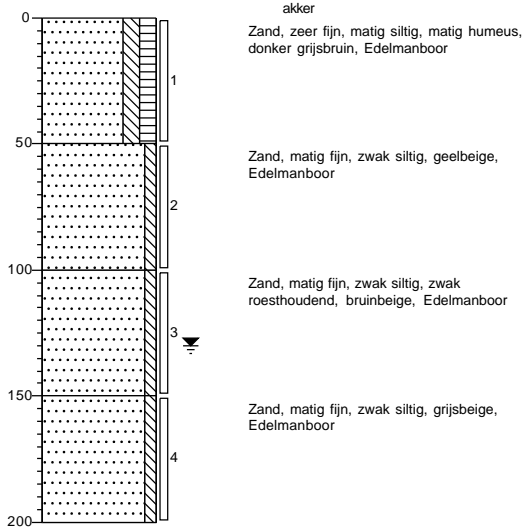 akker
0
Zand, zeer fijn, matig siltig, matig humeus,
donker grijsbruin, Edelmanboor
1
50
Zand, matig fijn, zwak siltig, geelbeige,
Edelmanboor
2
100
Zand, matig fijn, zwak siltig, zwak
roesthoudend, bruinbeige, Edelmanboor
3
150
Zand, matig fijn, zwak siltig, grijsbeige,
Edelmanboor
4
200